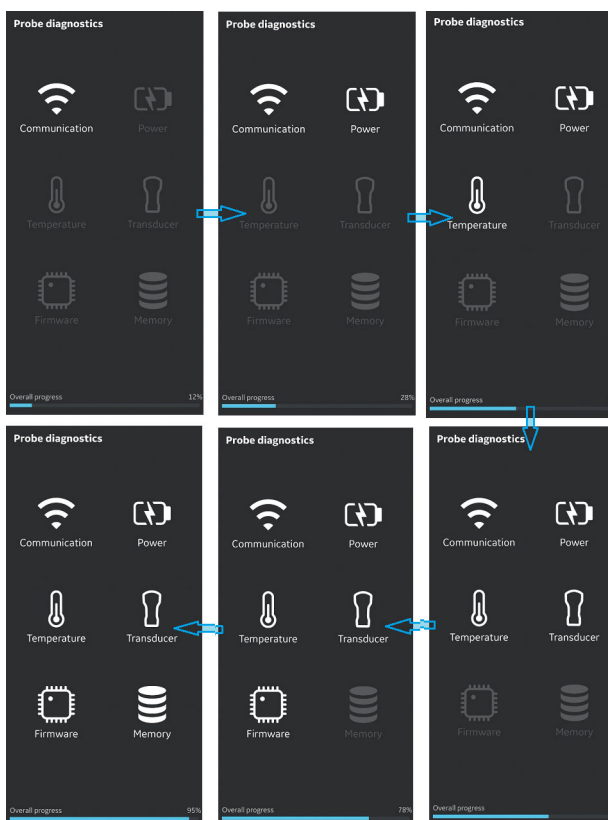 Probe diagnostics
Communication
Power
Temperature
Transducer
Firmware
Memory
Overall progress 12%
Probe diagnostics
Communication
Power
Temperature
Transducer
Firmware
Memory
Overall progress 28%
Probe diagnostics
Communication
Power
Temperature
Transducer
Firmware
Memory
Overall progress
Probe diagnostics
Communication
Power
Temperature
Transducer
Firmware
Memory
Overall progress 95%
Probe diagnostics
Communication
Power
Temperature
Transducer
Firmware
Memory
Overall progress 78%
Probe diagnostics
Communication
Power
Temperature
Transducer
Firmware
Memory
Overall progress